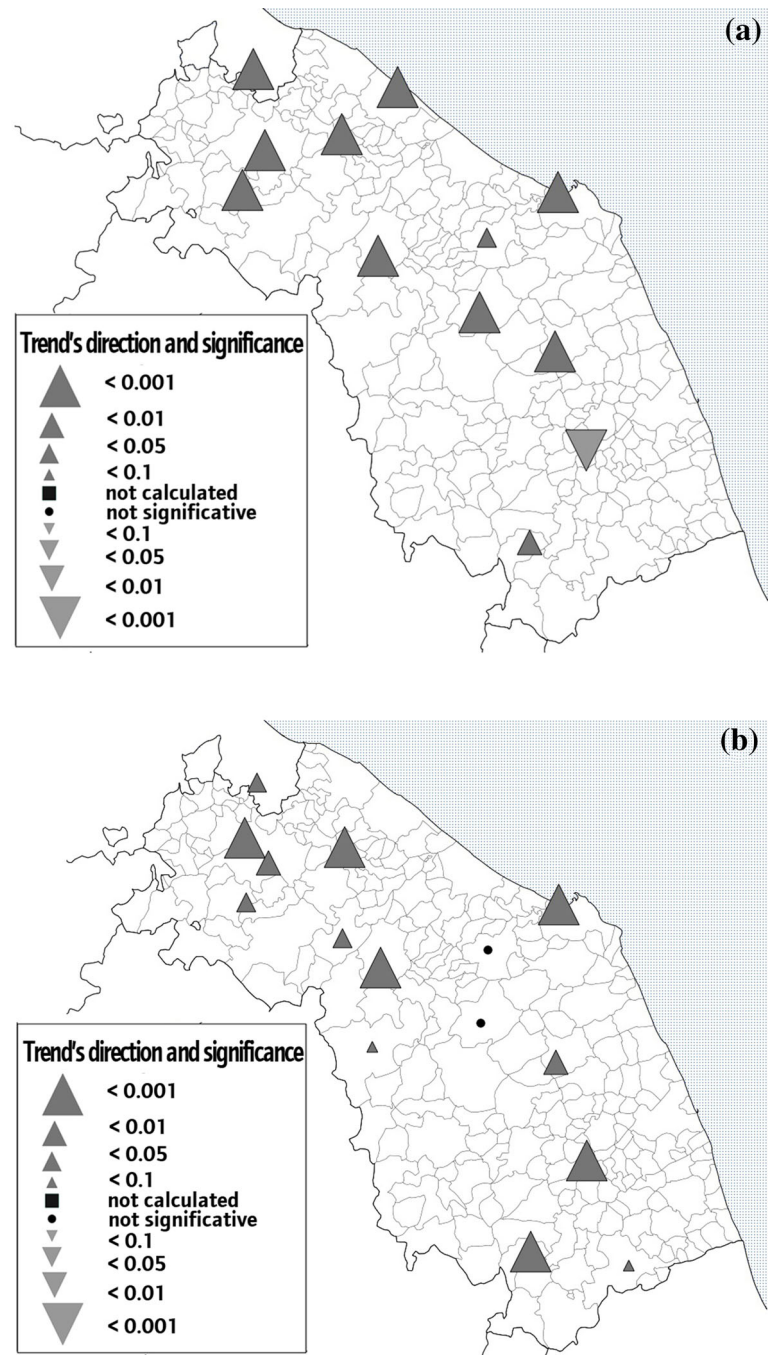 (a)
Trend's direction and significance
< 0.001
< 0.01
< 0.05
< 0.1
not calculated
not significative
< 0.1
< 0.05
< 0.01
< 0.001
(b)
Trend's direction and significance
< 0.001
< 0.01
< 0.05
< 0.1
not calculated
not significative
< 0.1
< 0.05
< 0.01
< 0.001